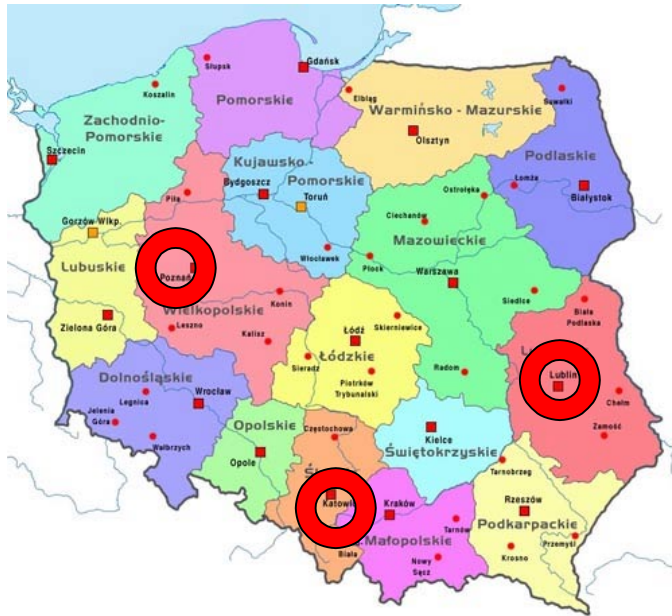 Słupsk
Gdańsk
Koszalin
Pomorskie
Elbląg
Suwałki
Zachodnio-
Pomorskie
Warmińsko - Mazurskie
Olsztyn
Szczecin
Kujawsko -
Pomorskie
Podlaskie
Bydgoszcz
Toruń
Piła
Łomża
Ostrołęka
Białystok
Ciechanów
Gorzów Wlkp.
Mazowieckie
Włocławek
Płock
Lubuskie
Poznań
Warszawa
Konin
Siedlce
Wielkopolskie
Biała
Podlaska
Zielona Góra
Leszno
Kalisz
Skierniewice
Łódź
Łódzkie
Sieradz
Radom
Lublin
Piotrków
Trybunalski
Dolnośląskie
Legnica
Wrocław
Chełm
Jelenia
Góra
Wałbrzych
Opolskie
Opole
Częstochowa
Kielce
Świętokrzyskie
Zamość
Tarnobrzeg
Rzeszów
Kraków
Podkarpackie
Tarnów
Małopolskie
Biała
Nowy
Sącz
Krosno
Przemyśl